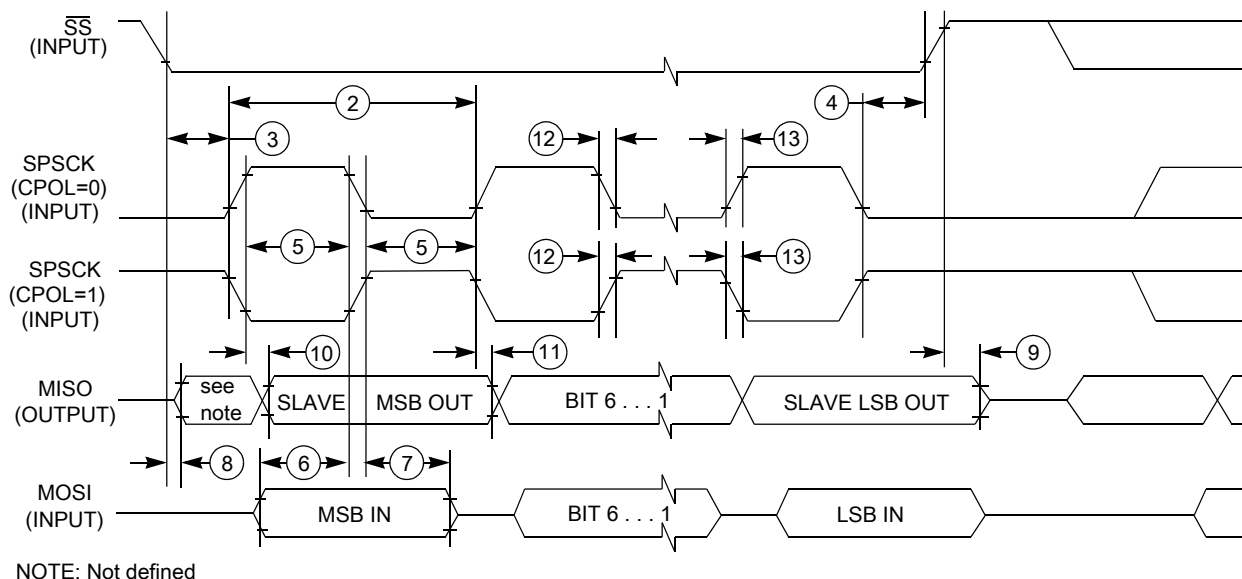 SS
(INPUT)
2
4
3
12
13
SPSCK
(CPOL=0)
(INPUT)
5
5
12
13
SPSCK
(CPOL=1)
(INPUT)
10
11
9
MISO
(OUTPUT)
see
note
SLAVE
MSB OUT
BIT 6 . . . 1
SLAVE LSB OUT
8
6
7
MOSI
(INPUT)
MSB IN
BIT 6 . . . 1
LSB IN
NOTE: Not defined